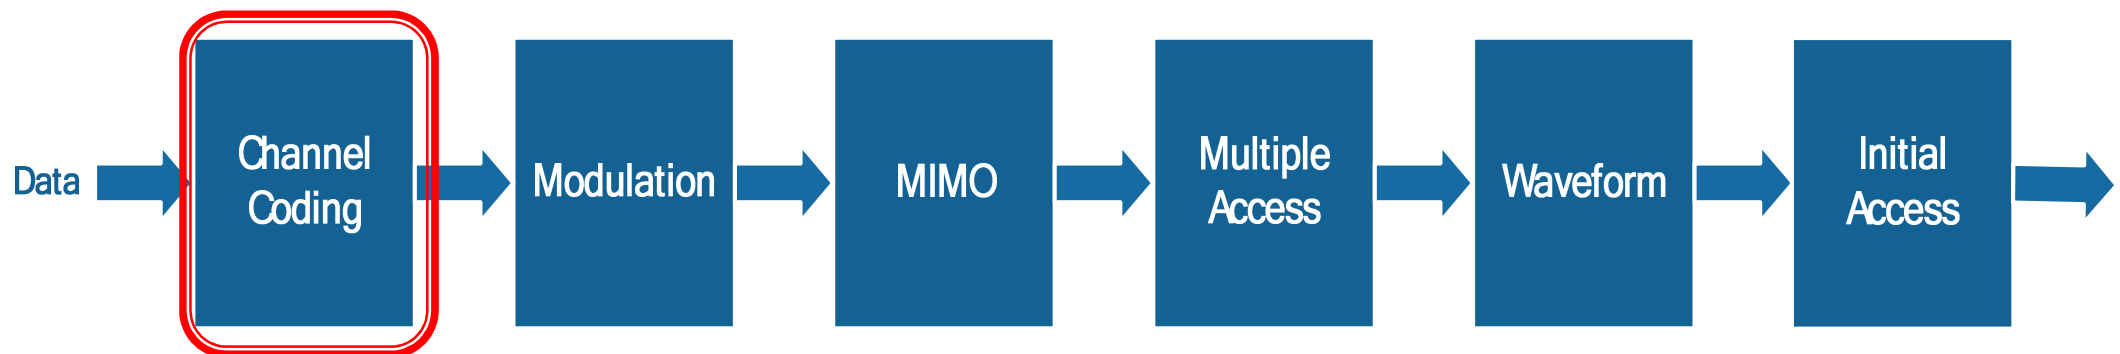 Data
Channel
Coding
Modulation
MIMO
Multiple
Access
Waveform
Initial
Access